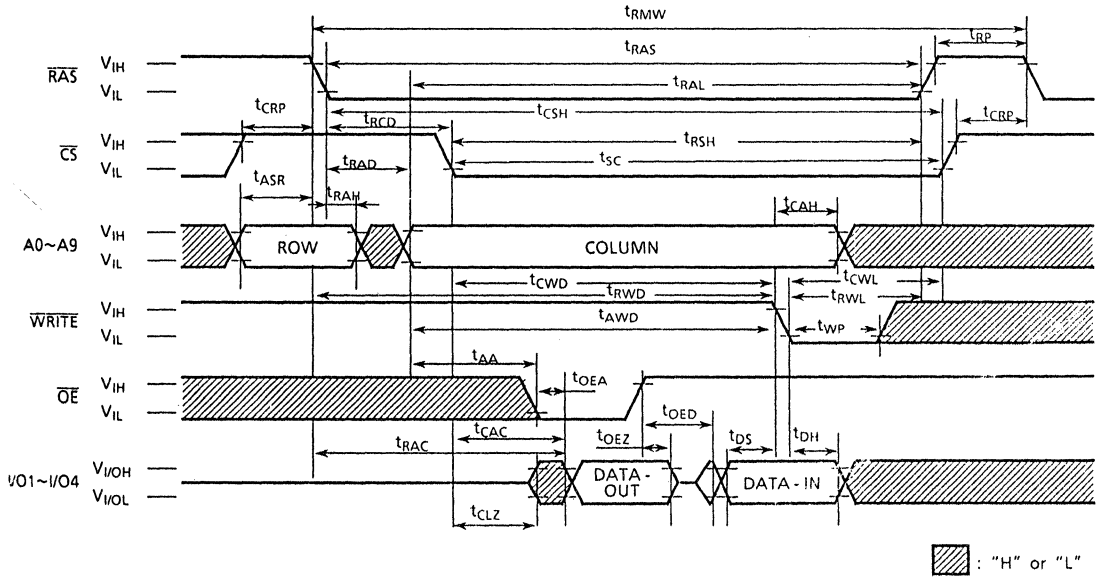 tRMW
tRAS
tRP
RAS
VIH
VIL
tRAL
tCRP
tCSH
tRCD
tCRP
CS
VIH
VIL
tRSH
tRAD
tSC
tASR
tRAH
tCAH
A0~A9
VIH
VIL
ROW
COLUMN
tCWD
tCWL
tRWD
tRWL
WRITE
VIH
VIL
tAWD
tWP
tAA
OE
VIH
VIL
tOEA
tOED
tCAC
tRAC
tOEZ
tDS
tDH
I/O1~I/O4
VI/OH
VI/OL
DATA - OUT
DATA - IN
tCLZ
: "H" or "L"